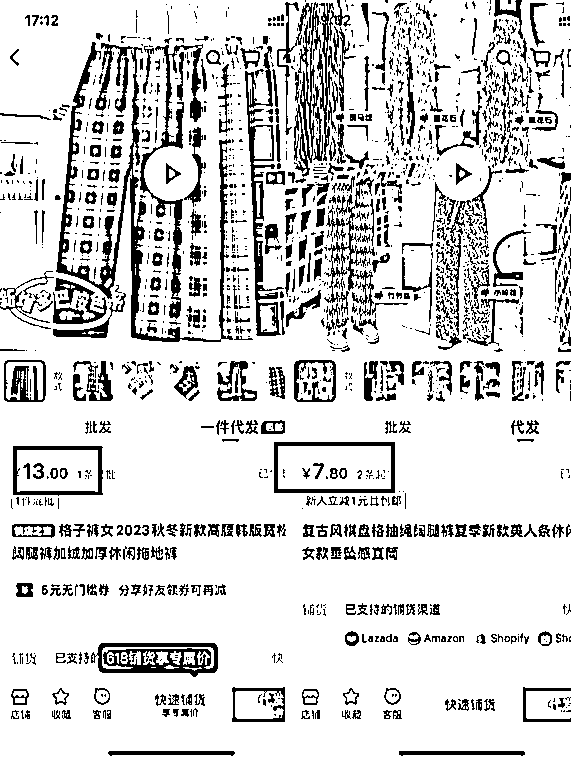 17:12
批发
一件代发
¥13.00 1条
格子裤女2023秋冬新款高腰韩版宽松
阔腿裤加绒加厚休闲拖地裤
5元无门槛券 分享好友领券可再减
铺货 已支持
618铺货享专属价
快
店铺
收藏
客服
快速铺货
享专属价
批发
代发
¥7.80 2条起
新人立减1元且包邮
复古风棋盘格抽绳阔腿裤夏季新款女人条休闲
女款垂坠感直筒
铺货 已支持的铺货渠道
快
Lazada Amazon Shopify
店铺
收藏
客服
快速铺货